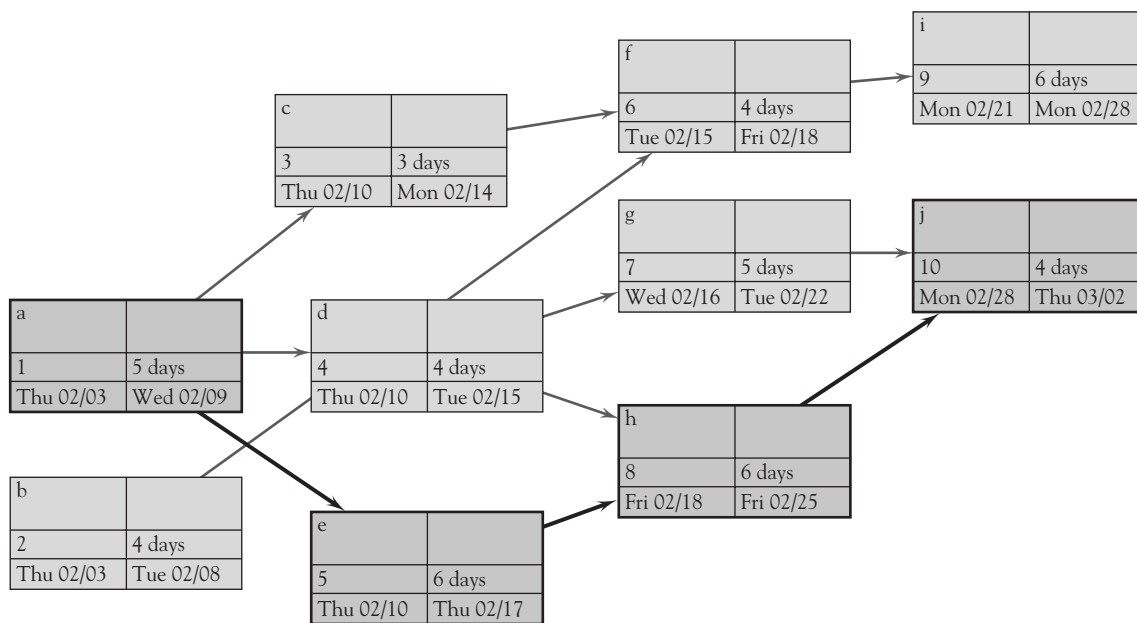 a
1 5 days
Thu 02/03 Wed 02/09
b
2 4 days
Thu 02/03 Tue 02/08
c
3 3 days
Thu 02/10 Mon 02/14
d
4 4 days
Thu 02/10 Tue 02/15
e
5 6 days
Thu 02/10 Thu 02/17
f
6 4 days
Tue 02/15 Fri 02/18
g
7 5 days
Wed 02/16 Tue 02/22
h
8 6 days
Fri 02/18 Fri 02/25
i
9 6 days
Mon 02/21 Mon 02/28
j
10 4 days
Mon 02/28 Thu 03/02